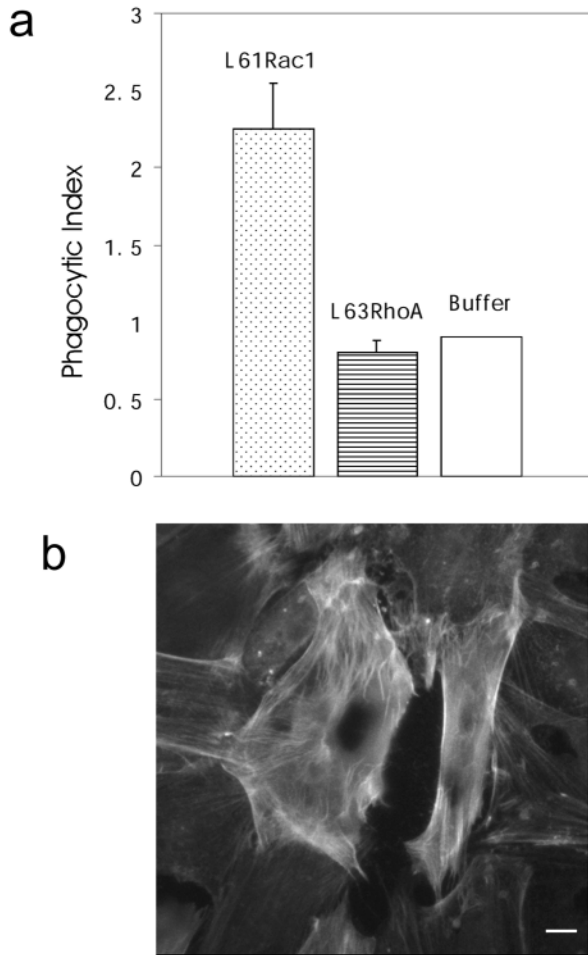 a
3
2. 5
2
1. 5
1
0. 5
0
Phagocytic Index
L61Rac1
L63RhoA
Buffer
b